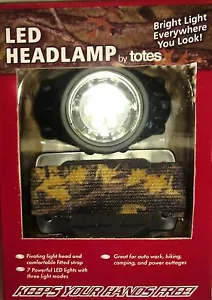 LED
HEADLAMP by totes
Bright Light
Everywhere
You Look!
• Pivoting light head and
comfortable fitted strap
• 7 Powerful LED lights with
three light modes
• Great for auto work, hiking,
camping, and power outages
KEEPS YOUR HANDS FREE!